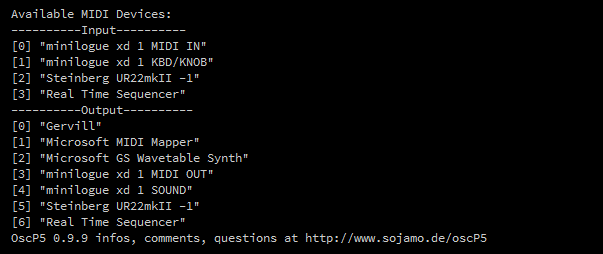 Available MIDI Devices:
----------Input----------
[0] "minilogue xd 1 MIDI IN"
[1] "minilogue xd 1 KBD/KNOB"
[2] "Steinberg UR22mkII -1"
[3] "Real Time Sequencer"
----------Output----------
[0] "Gervill"
[1] "Microsoft MIDI Mapper"
[2] "Microsoft GS Wavetable Synth"
[3] "minilogue xd 1 MIDI OUT"
[4] "minilogue xd 1 SOUND"
[5] "Steinberg UR22mkII -1"
[6] "Real Time Sequencer"
OscP5 0.9.9 infos, comments, questions at http://www.sojamo.de/oscP5